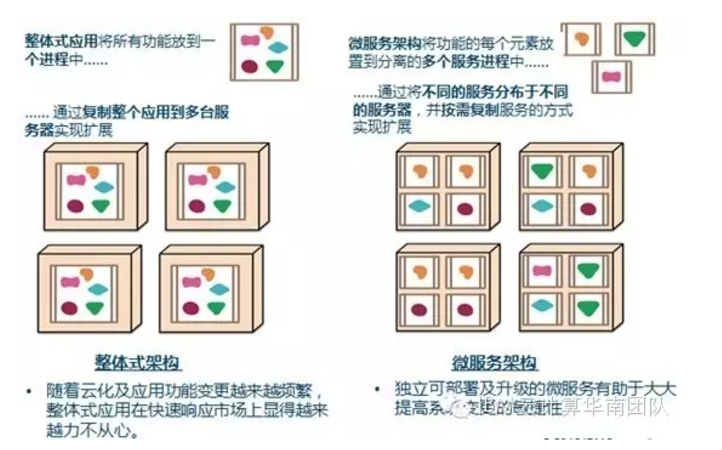 整体式应用将所有功能放到一
个进程中......
...... 通过复制整个应用到多台服
务器实现扩展
整体式架构
• 随着云化及应用功能变更越来越频繁，
整体式应用在快速响应市场上显得越来
越力不从心。
微服务架构将功能的每个元素放
置到分离的多个服务进程中......
......通过将不同的服务分布于不同
的服务器，并按需复制服务的方式
实现扩展
微服务架构
• 独立可部署及升级的微服务有助于大大
提高系变更的敏捷性
算华南团队